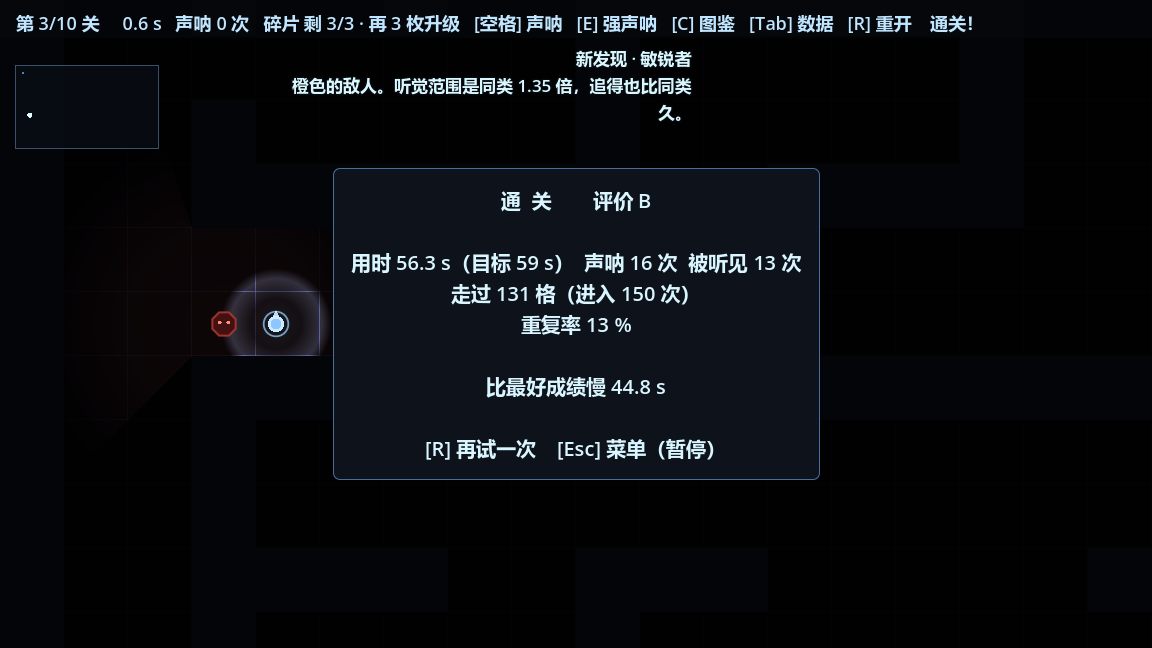 第 3/10 关 0.6 s 声呐 0 次 碎片 剩 3/3 · 再 3 枚升级 [空格] 声呐 [E] 强声呐 [C] 图鉴 [Tab] 数据 [R] 重开 通关！
新发现 · 敏锐者
橙色的敌人。听觉范围是同类 1.35 倍，追得也比同类
久。
通 关 评价 B
用时 56.3 s（目标 59 s） 声呐 16 次 被听见 13 次
走过 131 格（进入 150 次）
重复率 13 %
比最好成绩慢 44.8 s
[R] 再试一次 [Esc] 菜单（暂停）